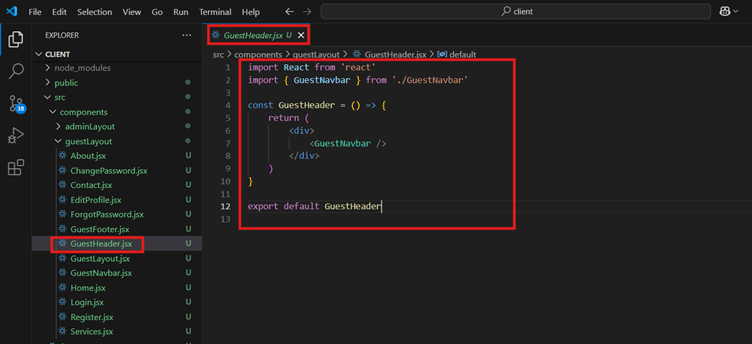 File Edit Selection View Go Run Terminal Help
client
EXPLORER
CLIENT
node_modules
public
src
components
adminLayout
guestLayout
About.jsx U
ChangePassword.jsx U
Contact.jsx U
EditProfile.jsx U
ForgotPassword.jsx U
GuestFooter.jsx U
GuestHeader.jsx U
GuestLayout.jsx U
GuestNavbar.jsx U
Home.jsx U
Login.jsx U
Register.jsx U
Services.jsx U
38
GuestHeader.jsx U
src > components > guestLayout > GuestHeader.jsx > default
1 import React from 'react'
2 import { GuestNavbar } from './GuestNavbar'
3
4 const GuestHeader = () => {
5 return (
6 <div>
7 <GuestNavbar />
8 </div>
9 )
10 }
11
12 export default GuestHeader
13